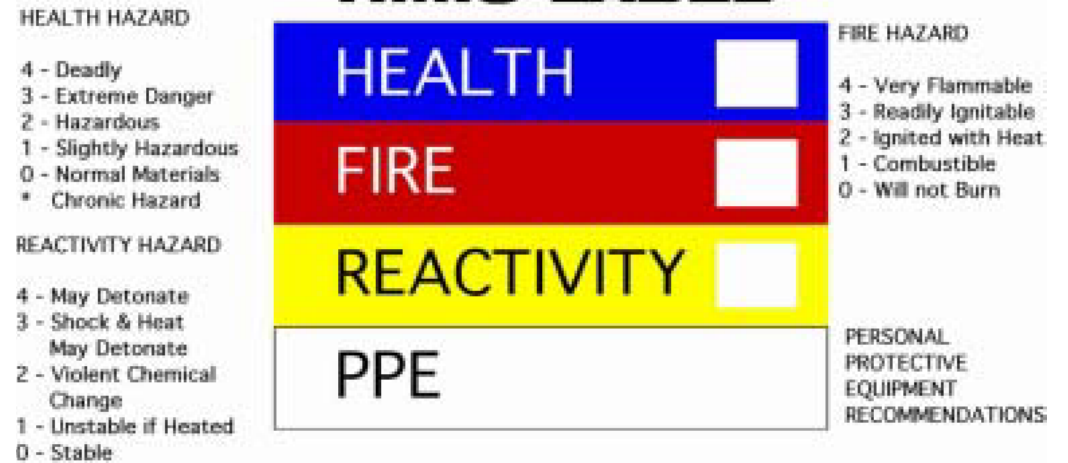 HEALTH HAZARD
4 - Deadly
3 - Extreme Danger
2 - Hazardous
1 - Slightly Hazardous
0 - Normal Materials
* Chronic Hazard
REACTIVITY HAZARD
4 - May Detonate
3 - Shock & Heat
May Detonate
2 - Violent Chemical
Change
1 - Unstable if Heated
0 - Stable
HEALTH
FIRE
REACTIVITY
PPE
FIRE HAZARD
4 - Very Flammable
3 - Readily Ignitable
2 - Ignited with Heat
1 - Combustible
0 - Will not Burn
PERSONAL
PROTECTIVE
EQUIPMENT
RECOMMENDATIONS